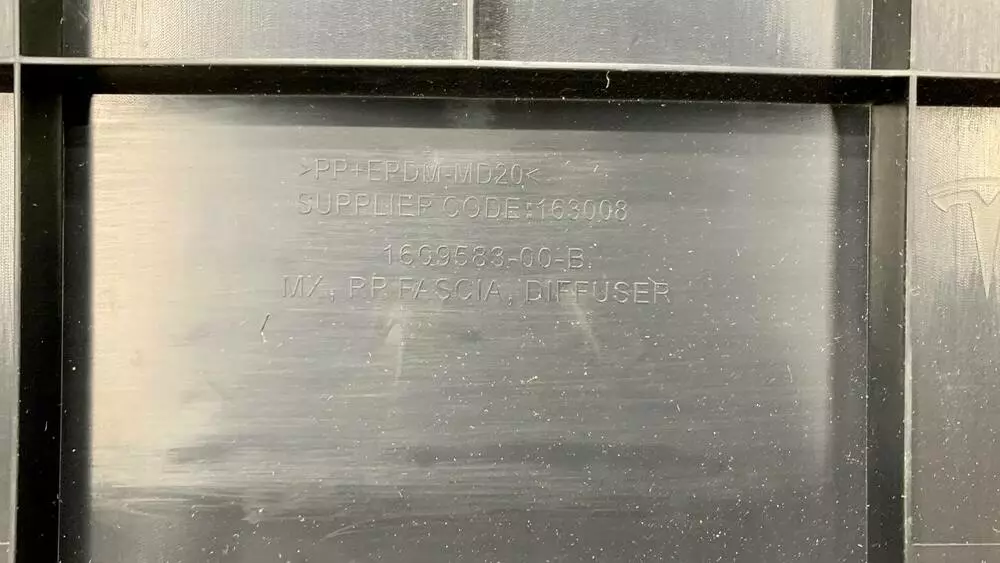 >PP+EPDM-MD20<
SUPPLIER CODE:163008
1609583-00-B
MX, RR FASCIA, DIFFUSER